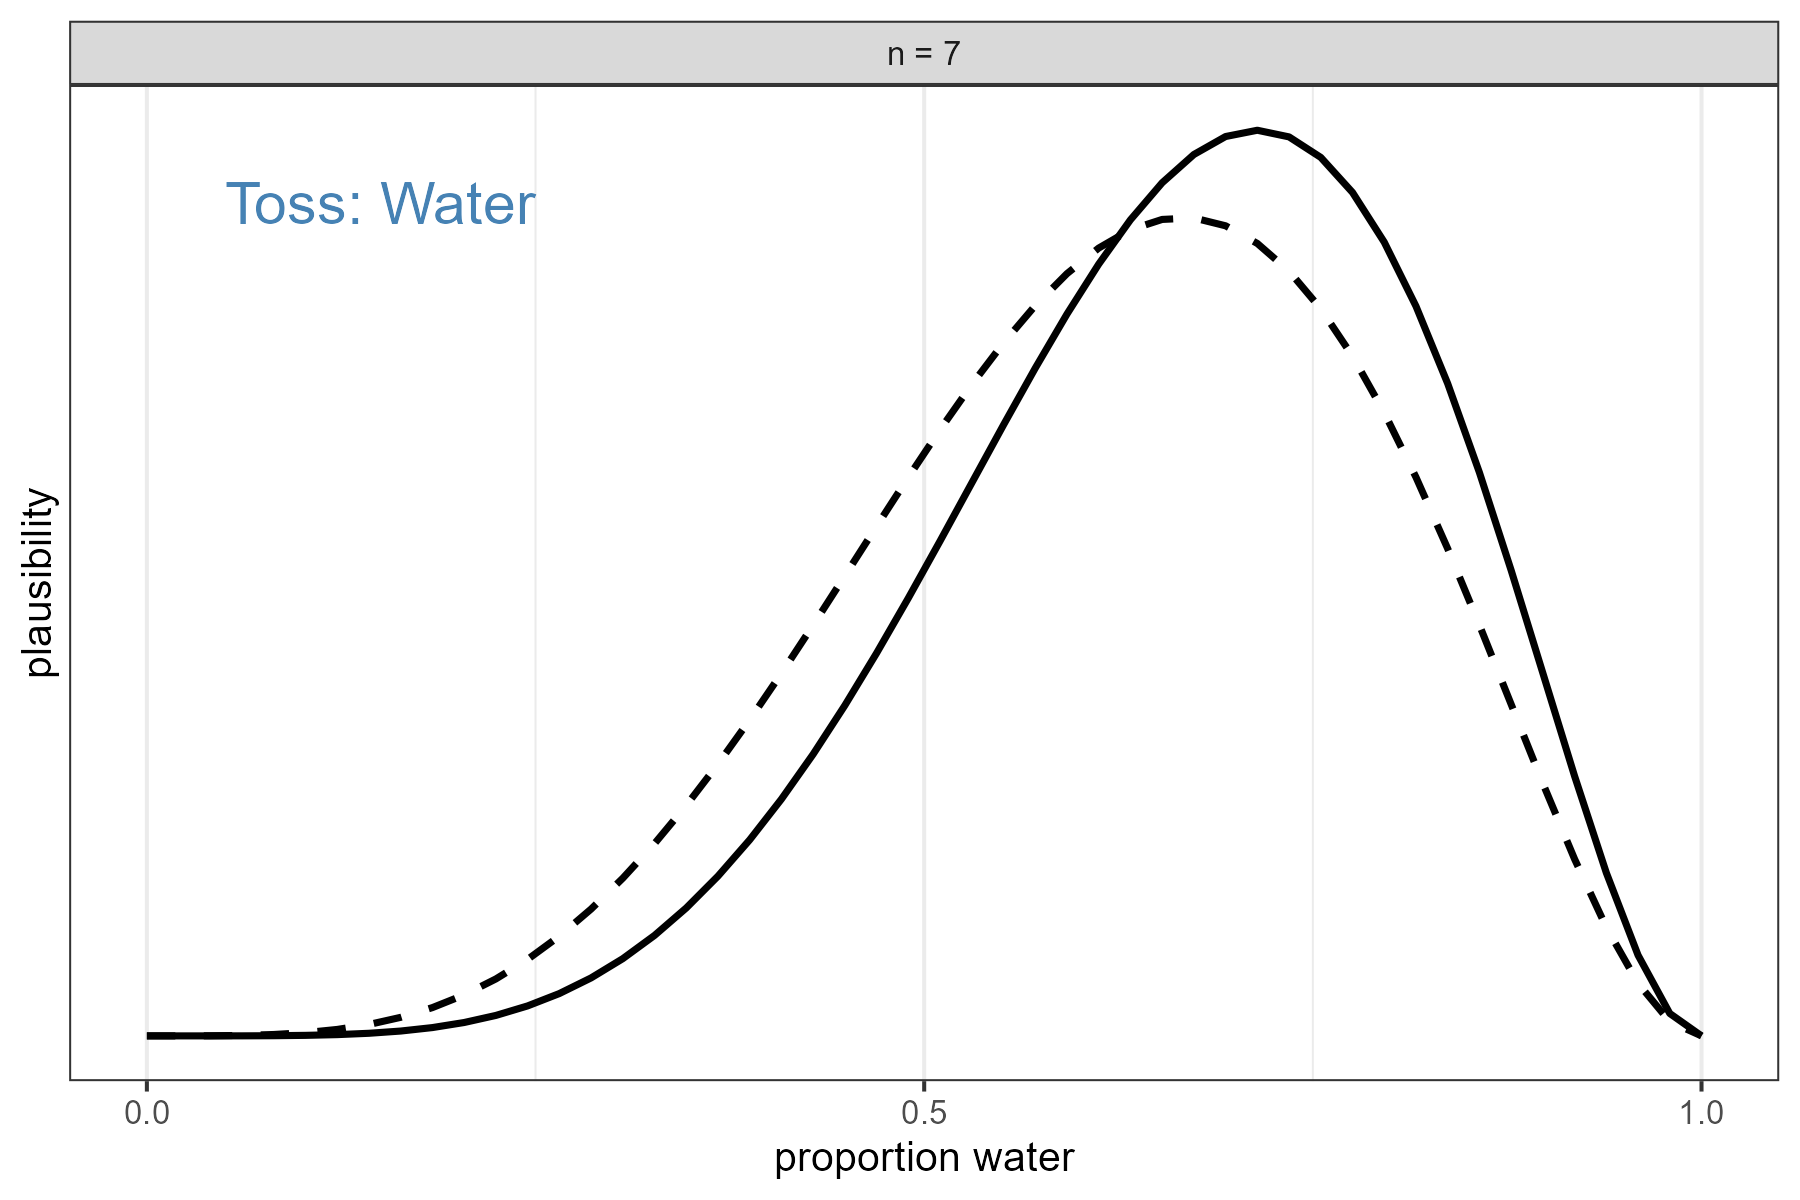 n = 7
Toss: Water
plausibility
0.0 0.5 1.0
proportion water